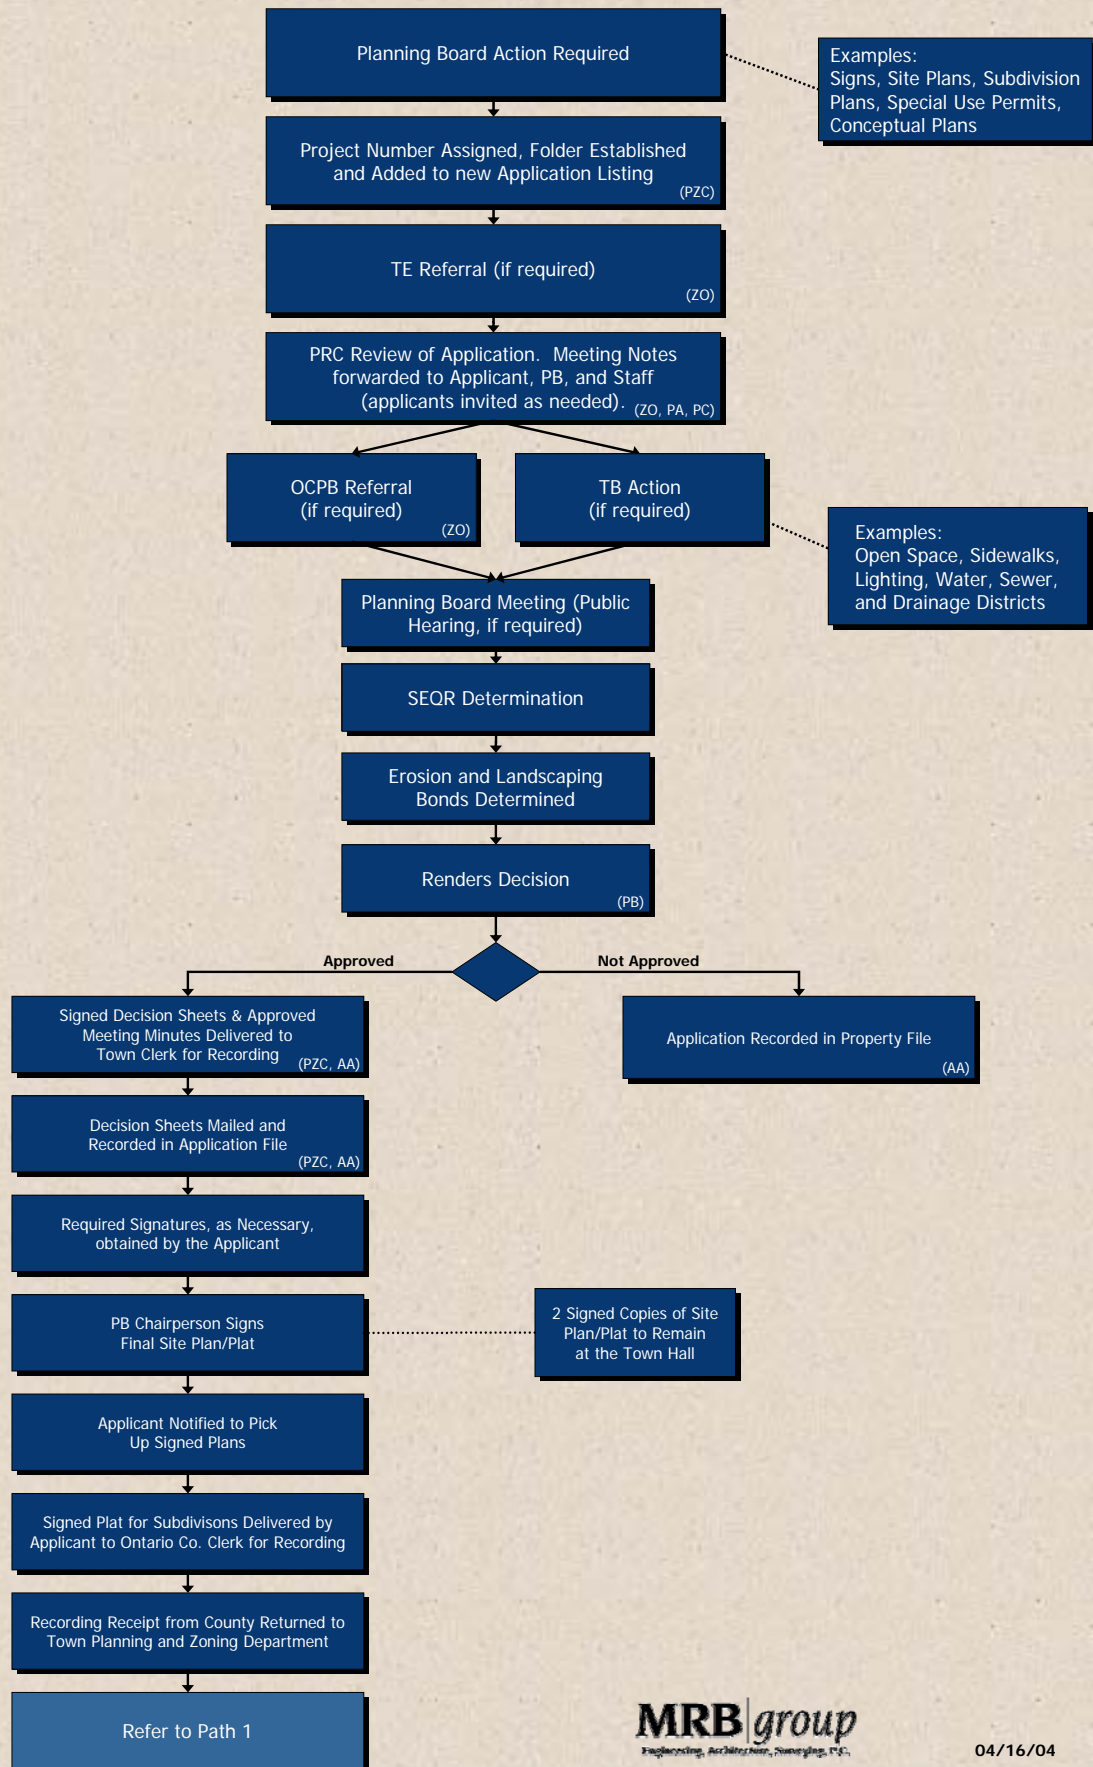 Planning Board Action Required
Examples:
Signs, Site Plans, Subdivision
Plans, Special Use Permits,
Conceptual Plans
Project Number Assigned, Folder Established
and Added to new Application Listing
(PZC)
TE Referral (if required)
(ZO)
PRC Review of Application.  Meeting Notes
forwarded to Applicant, PB, and Staff
(applicants invited as needed).
(ZO, PA, PC)
OCPB Referral
(if required)
(ZO)
TB Action
(if required)
Examples:
Open Space, Sidewalks,
Lighting, Water, Sewer,
and Drainage Districts
Planning Board Meeting (Public
Hearing, if required)
SEQR Determination
Erosion and Landscaping
Bonds Determined
Renders Decision
(PB)
Approved
Not Approved
Signed Decision Sheets & Approved
Meeting Minutes Delivered to
Town Clerk for Recording
(PZC, AA)
Application Recorded in Property File
(AA)
Decision Sheets Mailed and
Recorded in Application File
(PZC, AA)
Required Signatures, as Necessary,
obtained by the Applicant
PB Chairperson Signs
Final Site Plan/Plat
2 Signed Copies of Site
Plan/Plat to Remain
at the Town Hall
Applicant Notified to Pick
Up Signed Plans
Signed Plat for Subdivisons Delivered by
Applicant to Ontario Co. Clerk for Recording
Recording Receipt from County Returned to
Town Planning and Zoning Department
Refer to Path 1
MRB group
Engineering, Architecture, Surveying, P.C.
04/16/04